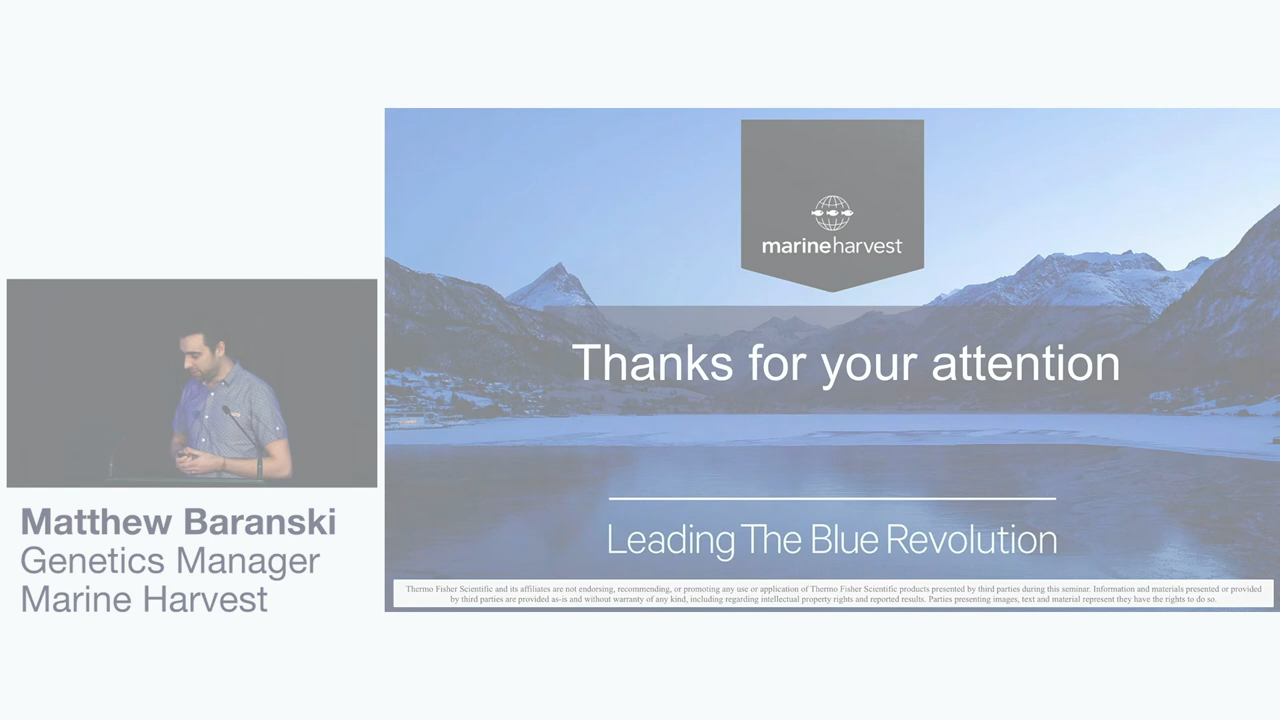 marineharvest
Thanks for your attention
Leading The Blue Revolution
Thermo Fisher Scientific and its affiliates are not endorsing, recommending, or promoting any use or application of Thermo Fisher Scientific products presented by third parties during this seminar. Information and materials presented or provided
by third parties are provided as-is and without warranty of any kind, including regarding intellectual property rights and reported results. Parties presenting images, text and material represent they have the rights to do so.
Matthew Baranski
Genetics Manager
Marine Harvest